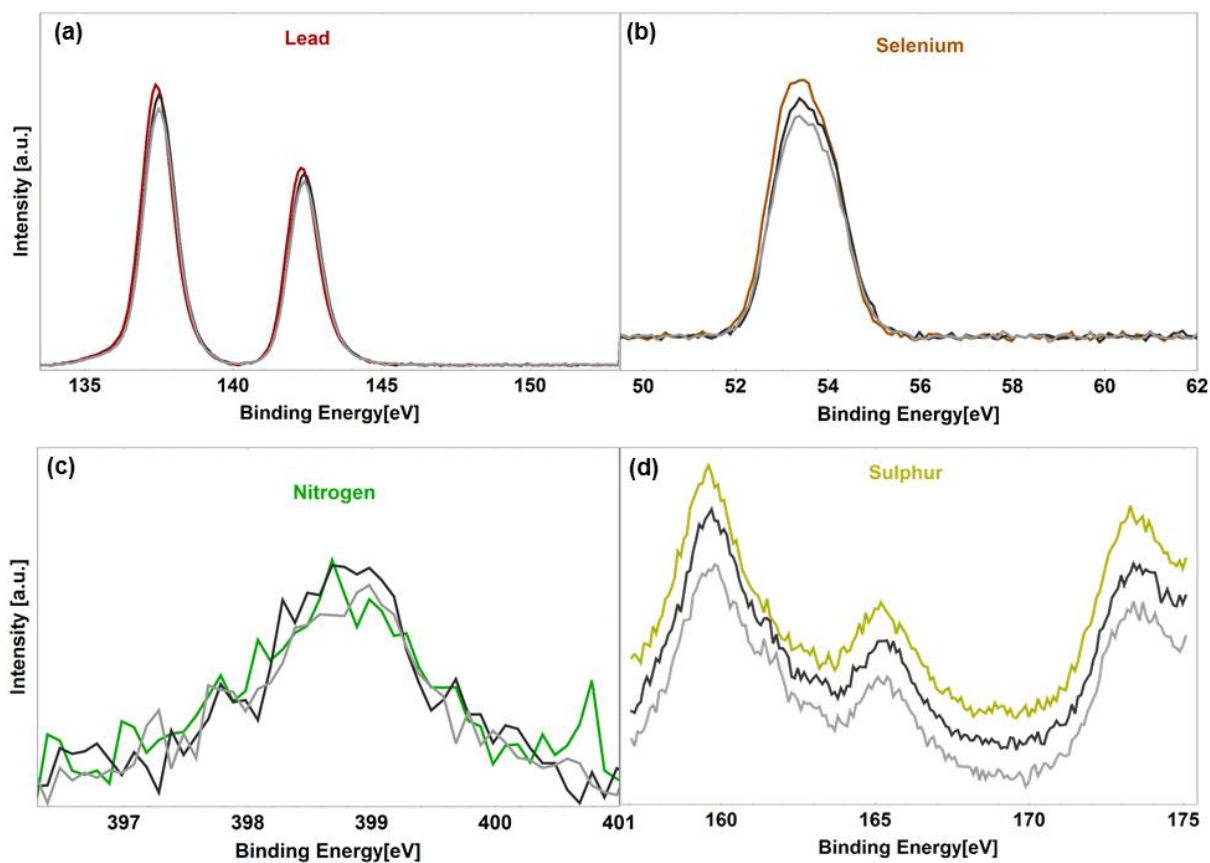 (a)
Lead
Intensity [a.u.]
135 140 145 150
Binding Energy[eV]
(b)
Selenium
50 52 54 56 58 60 62
Binding Energy[eV]
(c)
Nitrogen
Intensity [a.u.]
397 398 399 400 401
Binding Energy[eV]
(d)
Sulphur
160 165 170 175
Binding Energy[eV]